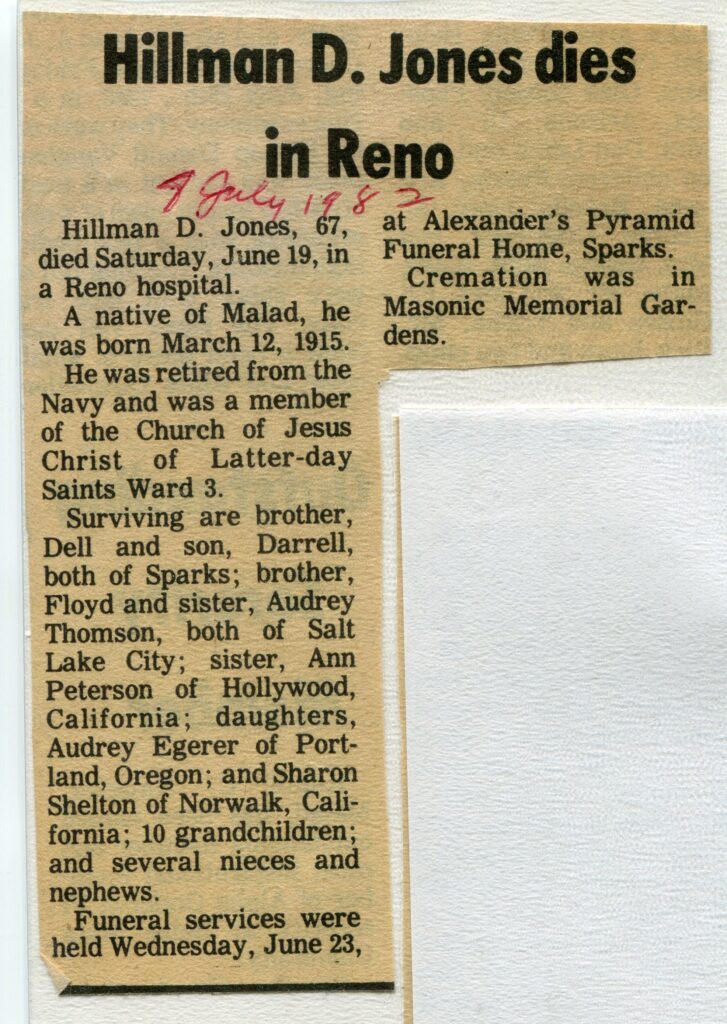 Hillman D. Jones dies
in Reno
9 July 1982
Hillman D. Jones, 67,
died Saturday, June 19, in
a Reno hospital.
A native of Malad, he
was born March 12, 1915.
He was retired from the
Navy and was a member
of the Church of Jesus
Christ of Latter-day
Saints Ward 3.
Surviving are brother,
Dell and son, Darrell,
both of Sparks; brother,
Floyd and sister, Audrey
Thomson, both of Salt
Lake City; sister, Ann
Peterson of Hollywood,
California; daughters,
Audrey Egerer of Port-
land, Oregon; and Sharon
Shelton of Norwalk, Cali-
fornia; 10 grandchildren;
and several nieces and
nephews.
Funeral services were
held Wednesday, June 23,
at Alexander's Pyramid
Funeral Home, Sparks.
Cremation was in
Masonic Memorial Gar-
dens.